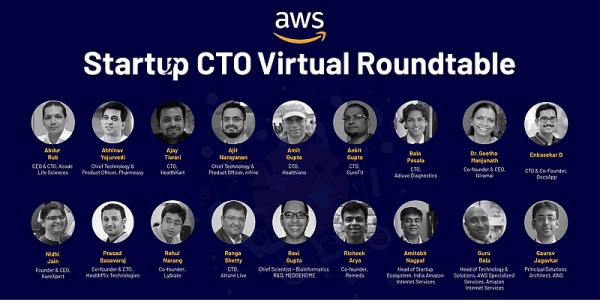 aws
Startup CTO Virtual Roundtable
Abdur
Rub
CEO & CTO, Xcode
Life Sciences
Abhinav
Yajurvedi
Chief Technology &
Product Officer, Pharmeasy
Ajay
Tiwari
CTO,
HealthKart
Ajit
Narayanan
Chief Technology &
Product Officer, mfine
Amit
Gupta
CTO,
Healthians
Ankit
Gupta
CTO,
CureFit
Bala
Pesala
CTO,
Adiuvo Diagnostics
Dr. Geetha
Manjunath
Co-founder & CEO,
Niramai
Enbasekar D
CTO & Co-Founder,
DocsApp
Nidhi
Jain
Founder & CEO,
KareXpert
Prasad
Basavaraj
Co-founder & CTO,
HealthPlix Technologies
Rahul
Narang
Co-founder,
Lybrate
Ranga
Shetty
CTO,
Attune Live
Ravi
Gupta
Chief Scientist – Bioinformatics
R&D, MEDGENOME
Richeek
Arya
Co-founder,
Remedo
Amitabh
Nagpal
Head of Startup
Ecosystem, India Amazon
Internet Services
Guru
Bala
Head of Technology &
Solutions, AWS Specialized
Services, Amazon
Internet Services
Gaurav
Jagavkar
Principal Solutions
Architect, AWS